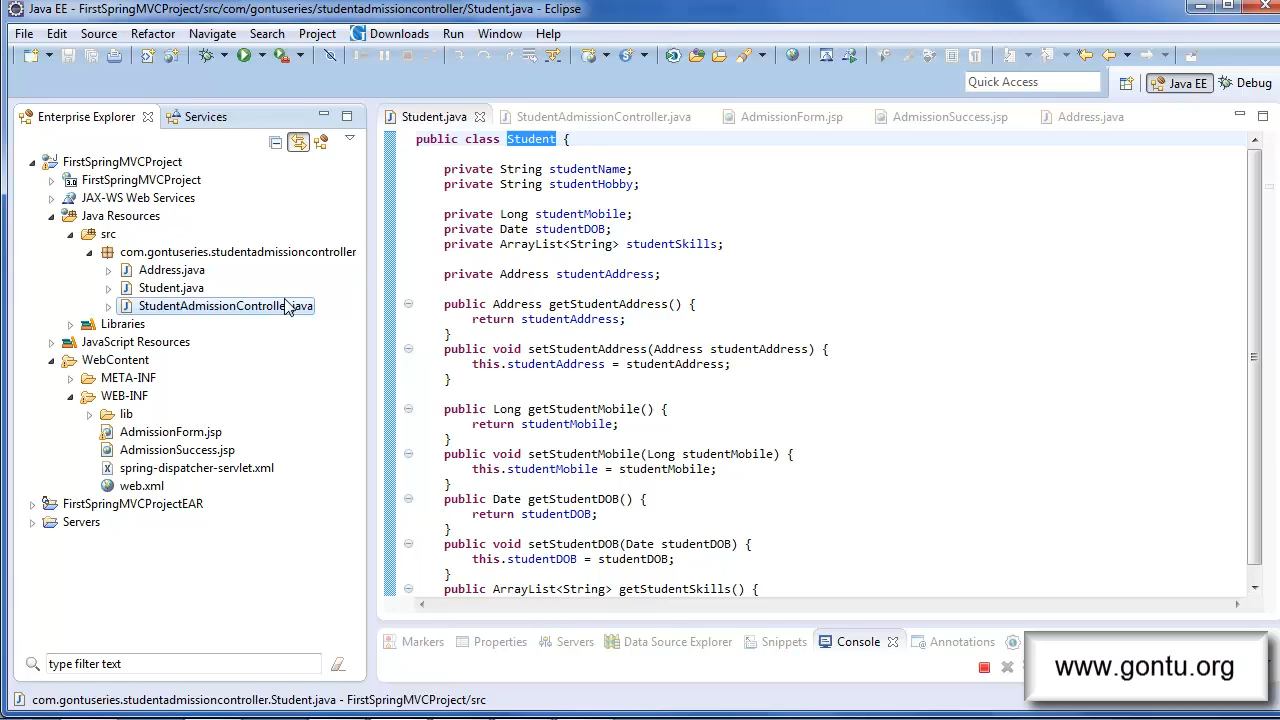 Java EE - FirstSpringMVCProject/src/com/gontuseries/studentadmissioncontroller/Student.java - Eclipse
File Edit Source Refactor Navigate Search Project Downloads Run Window Help
Quick Access
Java EE
Debug
Enterprise Explorer
Services
FirstSpringMVCProject
FirstSpringMVCProject
JAX-WS Web Services
Java Resources
src
com.gontuseries.studentadmissioncontroller
Address.java
Student.java
StudentAdmissionController.java
Libraries
JavaScript Resources
WebContent
META-INF
WEB-INF
lib
AdmissionForm.jsp
AdmissionSuccess.jsp
spring-dispatcher-servlet.xml
web.xml
FirstSpringMVCProjectEAR
Servers
type filter text
Student.java StudentAdmissionController.java AdmissionForm.jsp AdmissionSuccess.jsp Address.java
public class Student {
private String studentName;
private String studentHobby;
private Long studentMobile;
private Date studentDOB;
private ArrayList<String> studentSkills;
private Address studentAddress;
public Address getStudentAddress() {
return studentAddress;
}
public void setStudentAddress(Address studentAddress) {
this.studentAddress = studentAddress;
}
public Long getStudentMobile() {
return studentMobile;
}
public void setStudentMobile(Long studentMobile) {
this.studentMobile = studentMobile;
}
public Date getStudentDOB() {
return studentDOB;
}
public void setStudentDOB(Date studentDOB) {
this.studentDOB = studentDOB;
}
public ArrayList<String> getStudentSkills() {
Markers Properties Servers Data Source Explorer Snippets Console Annotations
www.gontu.org
com.gontuseries.studentadmissioncontroller.Student.java - FirstSpringMVCProject/src